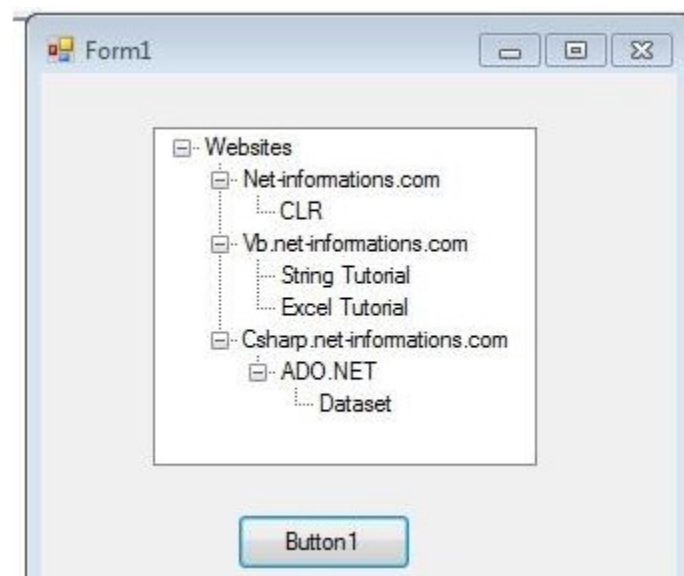 Form1
Websites
Net-informations.com
CLR
Vb.net-informations.com
String Tutorial
Excel Tutorial
Csharp.net-informations.com
ADO.NET
Dataset
Button1